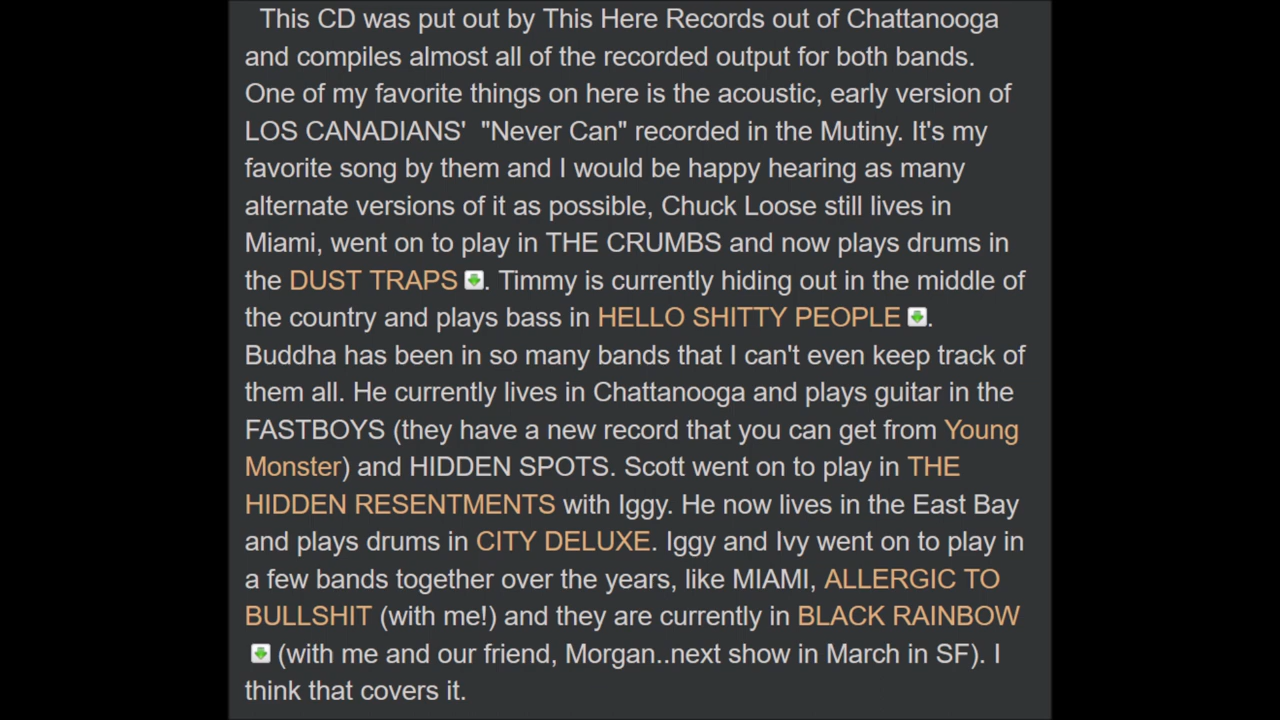 This CD was put out by This Here Records out of Chattanooga
and compiles almost all of the recorded output for both bands.
One of my favorite things on here is the acoustic, early version of
LOS CANADIANS'  "Never Can" recorded in the Mutiny. It's my
favorite song by them and I would be happy hearing as many
alternate versions of it as possible, Chuck Loose still lives in
Miami, went on to play in THE CRUMBS and now plays drums in
the DUST TRAPS. Timmy is currently hiding out in the middle of
the country and plays bass in HELLO SHITTY PEOPLE.
Buddha has been in so many bands that I can't even keep track of
them all. He currently lives in Chattanooga and plays guitar in the
FASTBOYS (they have a new record that you can get from Young
Monster) and HIDDEN SPOTS. Scott went on to play in THE
HIDDEN RESENTMENTS with Iggy. He now lives in the East Bay
and plays drums in CITY DELUXE. Iggy and Ivy went on to play in
a few bands together over the years, like MIAMI, ALLERGIC TO
BULLSHIT (with me!) and they are currently in BLACK RAINBOW
(with me and our friend, Morgan..next show in March in SF). I
think that covers it.